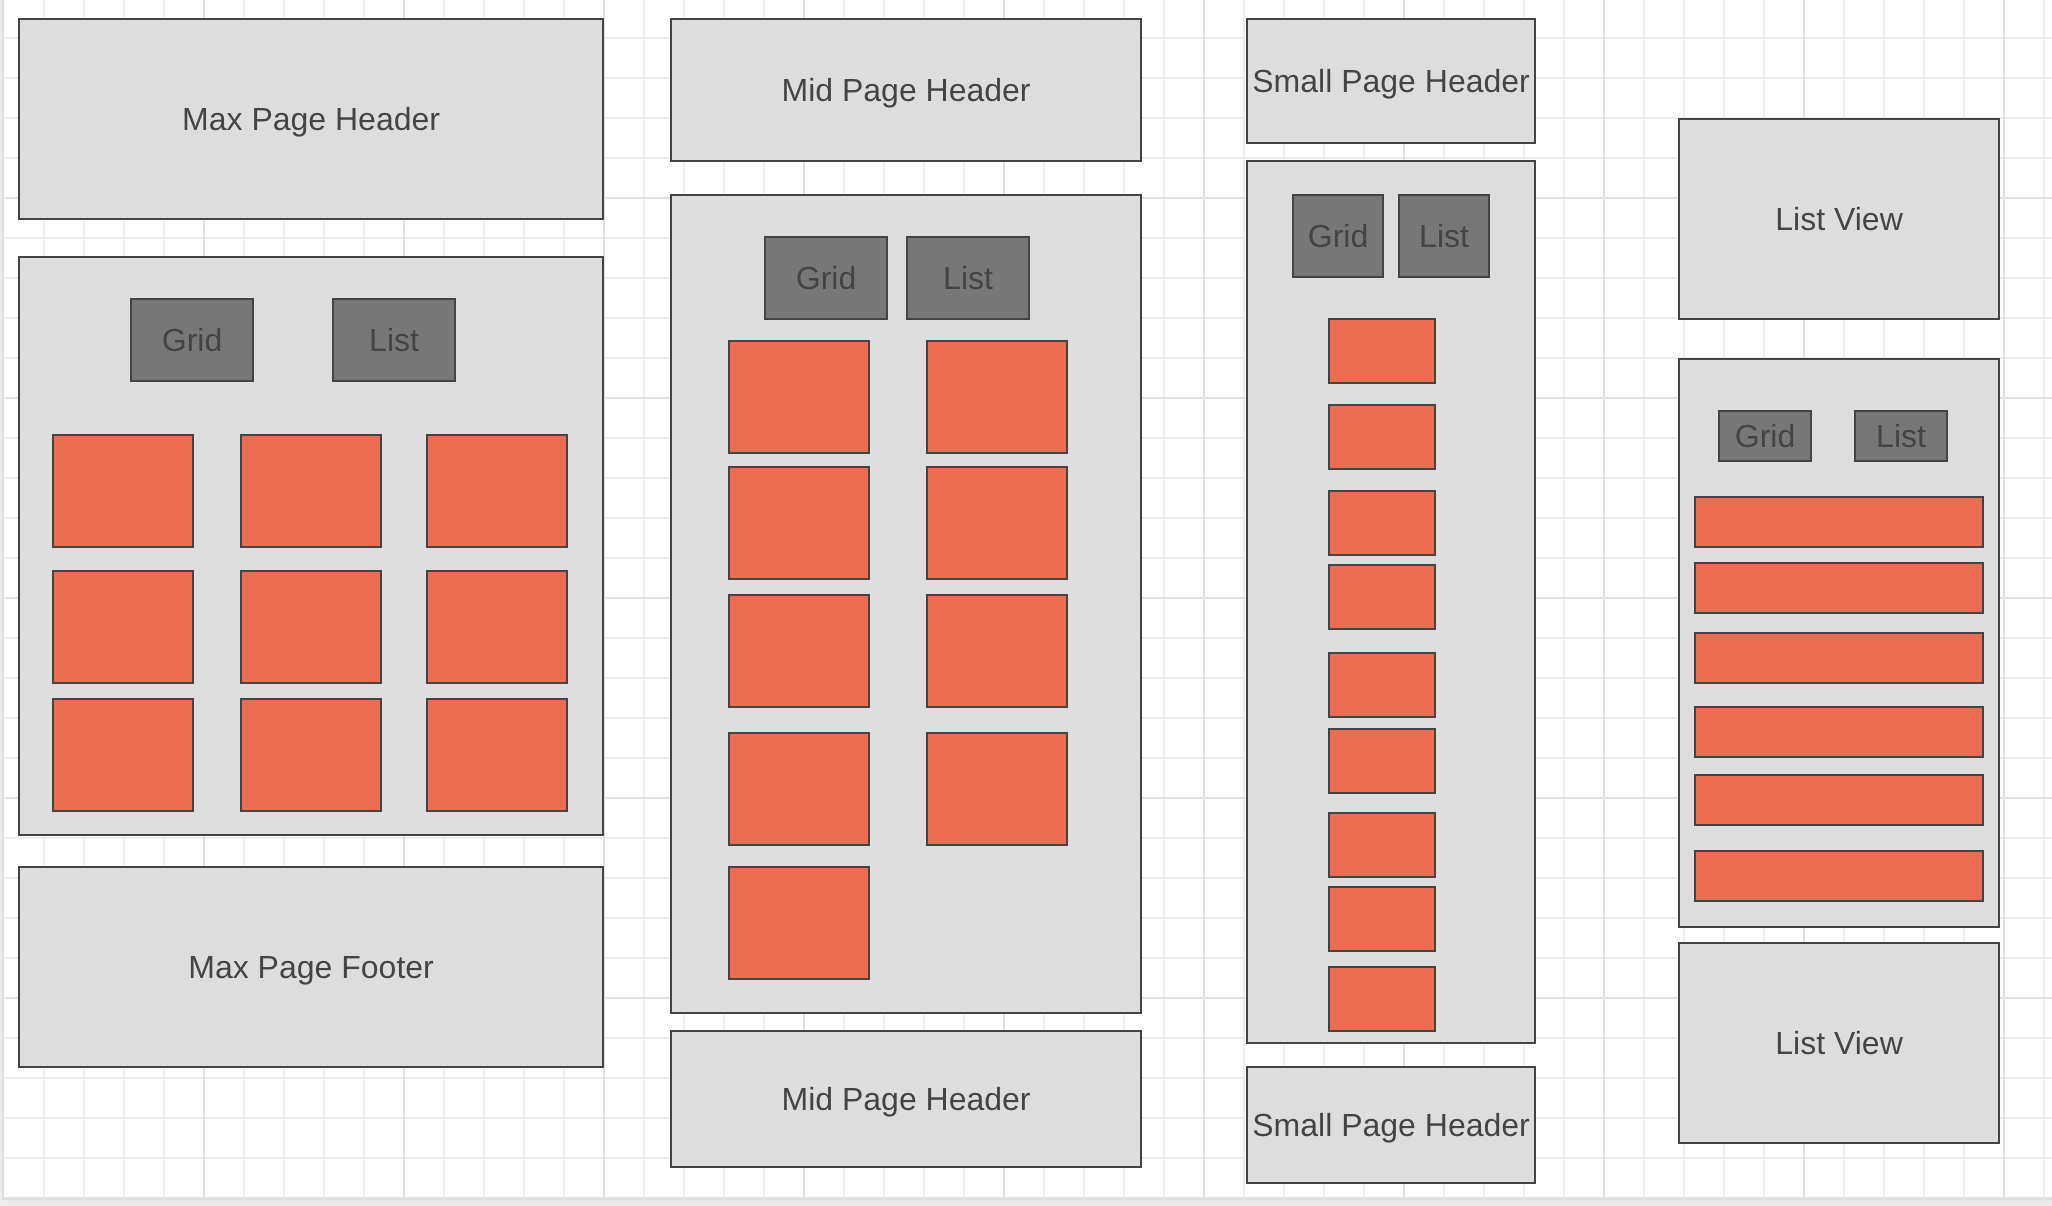 Max Page Header
Grid
List
Max Page Footer
Mid Page Header
Grid
List
Mid Page Header
Small Page Header
Grid
List
Small Page Header
List View
Grid
List
List View